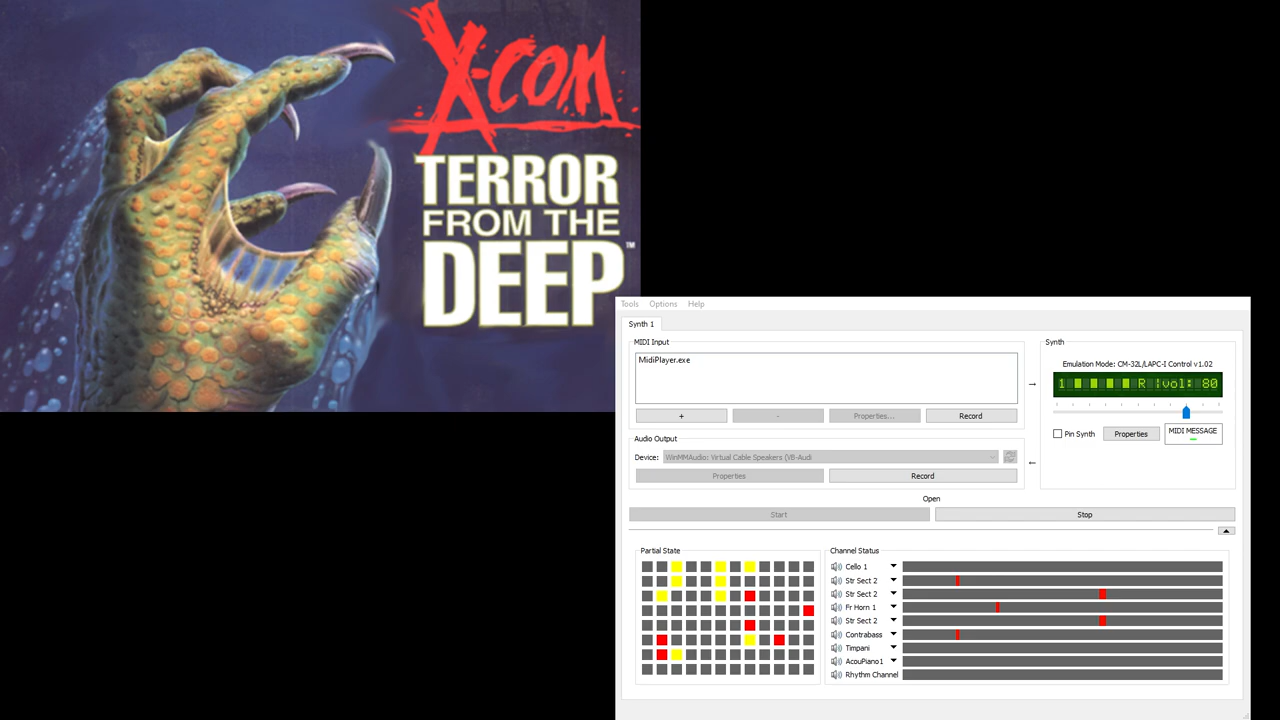 X-COM
TERROR
FROM THE
DEEP™
Tools Options Help
Synth 1
MIDI Input
MidiPlayer.exe
+ - Properties... Record
Audio Output
Device: WinMMAudio: Virtual Cable Speakers (VB-Audi
Properties Record
Synth
Emulation Mode: CM-32L/LAPC-I Control v1.02
1 R |vol: 80
Pin Synth Properties MIDI MESSAGE
Open
Start Stop
Partial State
Channel Status
Cello 1
Str Sect 2
Str Sect 2
Fr Horn 1
Str Sect 2
Contrabass
Timpani
AcouPiano1
Rhythm Channel